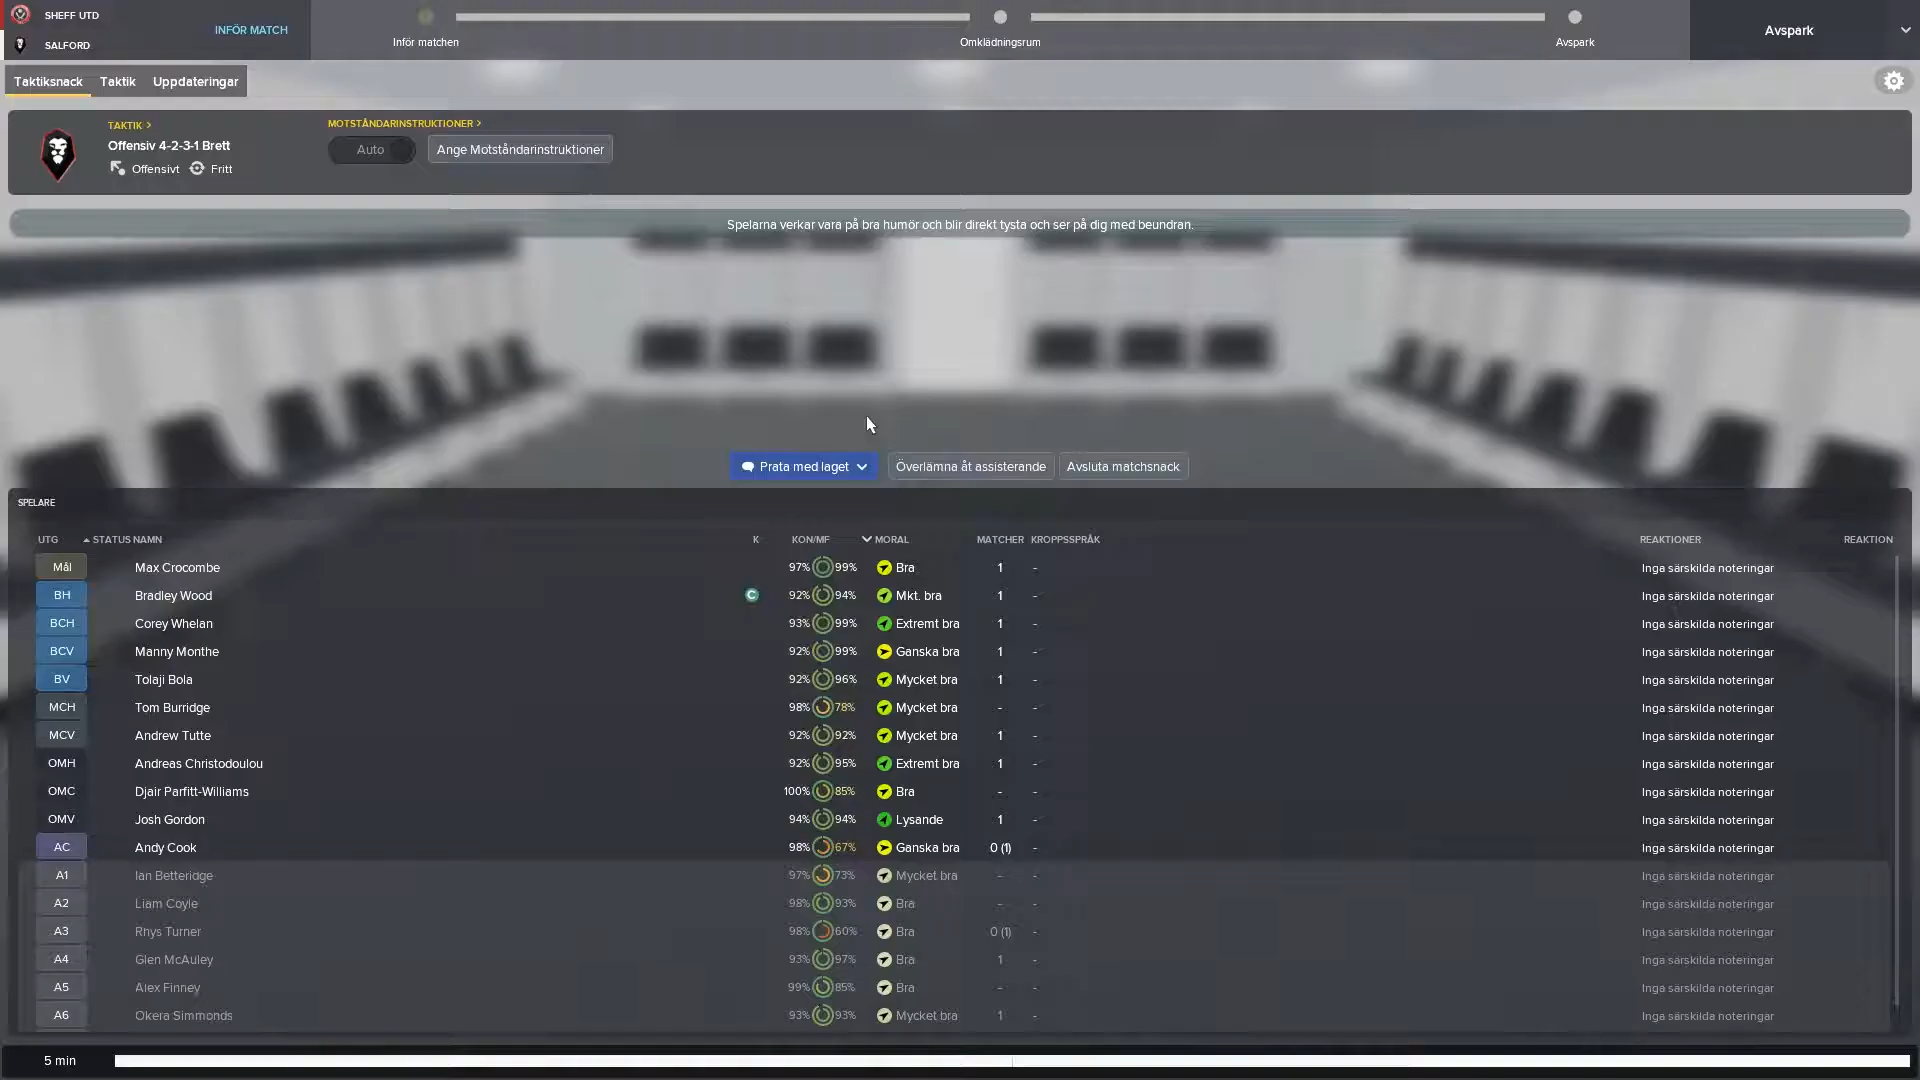 SHEFF UTD
SALFORD
INFÖR MATCH
Inför matchen
Omklädningsrum
Avspark
Avspark
Taktiksnack Taktik Uppdateringar
TAKTIK >
Offensiv 4-2-3-1 Brett
Offensivt Fritt
MOTSTÅNDARINSTRUKTIONER >
Auto Ange Motståndarinstruktioner
Spelarna verkar vara på bra humör och blir direkt tysta och ser på dig med beundran.
Prata med laget Överlämna åt assisterande Avsluta matchsnack
SPELARE
UTG STATUS NAMN K KON/MF MORAL MATCHER KROPPSSPRÅK REAKTIONER REAKTION
Mål Max Crocombe 97% 99% Bra 1 - Inga särskilda noteringar
BH Bradley Wood C 92% 94% Mkt. bra 1 - Inga särskilda noteringar
BCH Corey Whelan 93% 99% Extremt bra 1 - Inga särskilda noteringar
BCV Manny Monthe 92% 99% Ganska bra 1 - Inga särskilda noteringar
BV Tolaji Bola 92% 96% Mycket bra 1 - Inga särskilda noteringar
MCH Tom Burridge 98% 78% Mycket bra - - Inga särskilda noteringar
MCV Andrew Tutte 92% 92% Mycket bra 1 - Inga särskilda noteringar
OMH Andreas Christodoulou 92% 95% Extremt bra 1 - Inga särskilda noteringar
OMC Djair Parfitt-Williams 100% 85% Bra - - Inga särskilda noteringar
OMV Josh Gordon 94% 94% Lysande 1 - Inga särskilda noteringar
AC Andy Cook 98% 67% Ganska bra 0 (1) - Inga särskilda noteringar
A1 Ian Betteridge 97% 73% Mycket bra - - Inga särskilda noteringar
A2 Liam Coyle 98% 93% Bra - - Inga särskilda noteringar
A3 Rhys Turner 98% 60% Bra 0 (1) - Inga särskilda noteringar
A4 Glen McAuley 93% 97% Bra 1 - Inga särskilda noteringar
A5 Alex Finney 99% 85% Bra - - Inga särskilda noteringar
A6 Okera Simmonds 93% 93% Mycket bra 1 - Inga särskilda noteringar
5 min